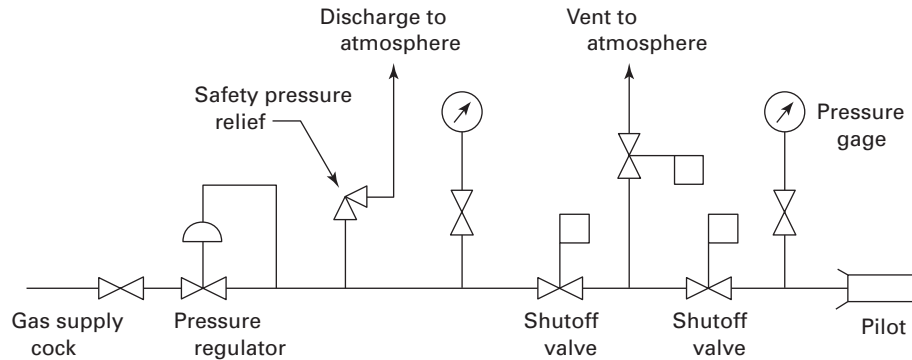 Discharge to
atmosphere
Vent to
atmosphere
Safety pressure
relief
Pressure
gage
Gas supply
cock
Pressure
regulator
Shutoff
valve
Shutoff
valve
Pilot